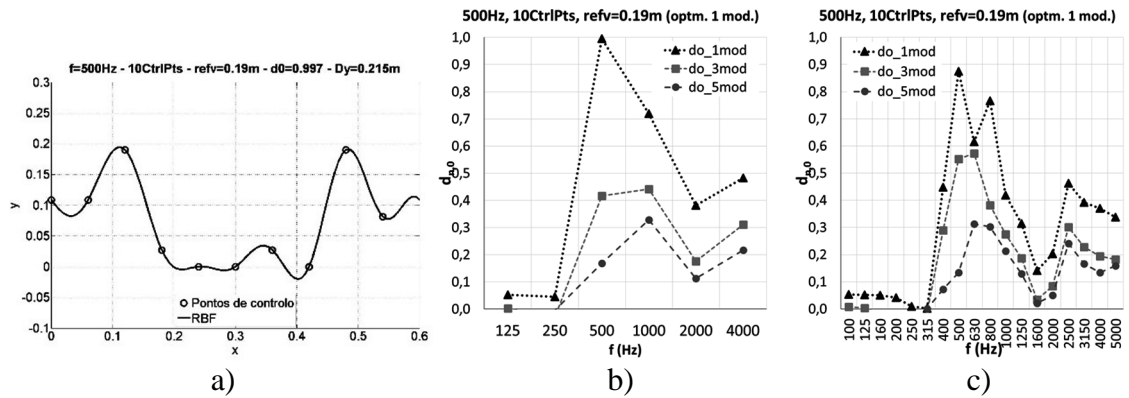 f=500Hz - 10CtrlPts - refv=0.19m - d0=0.997 - Dy=0.215m
0.3
0.25
0.2
0.15
0.1
0.05
0
-0.05
-0.1
y
0 0.1 0.2 0.3 0.4 0.5 0.6
x
Pontos de controlo
RBF
a)
500Hz, 10CtrlPts, refv=0.19m (optm. 1 mod.)
1,0
0,9
0,8
0,7
0,6
0,5
0,4
0,3
0,2
0,1
0,0
dn,0
do_1mod
do_3mod
do_5mod
125 250 500 1000 2000 4000
f (Hz)
b)
500Hz, 10CtrlPts, refv=0.19m (optm. 1 mod.)
1,0
0,9
0,8
0,7
0,6
0,5
0,4
0,3
0,2
0,1
0,0
dn,0
do_1mod
do_3mod
do_5mod
100 125 160 200 250 315 400 500 630 800 1000 1250 1600 2000 2500 3150 4000 5000
f (Hz)
c)